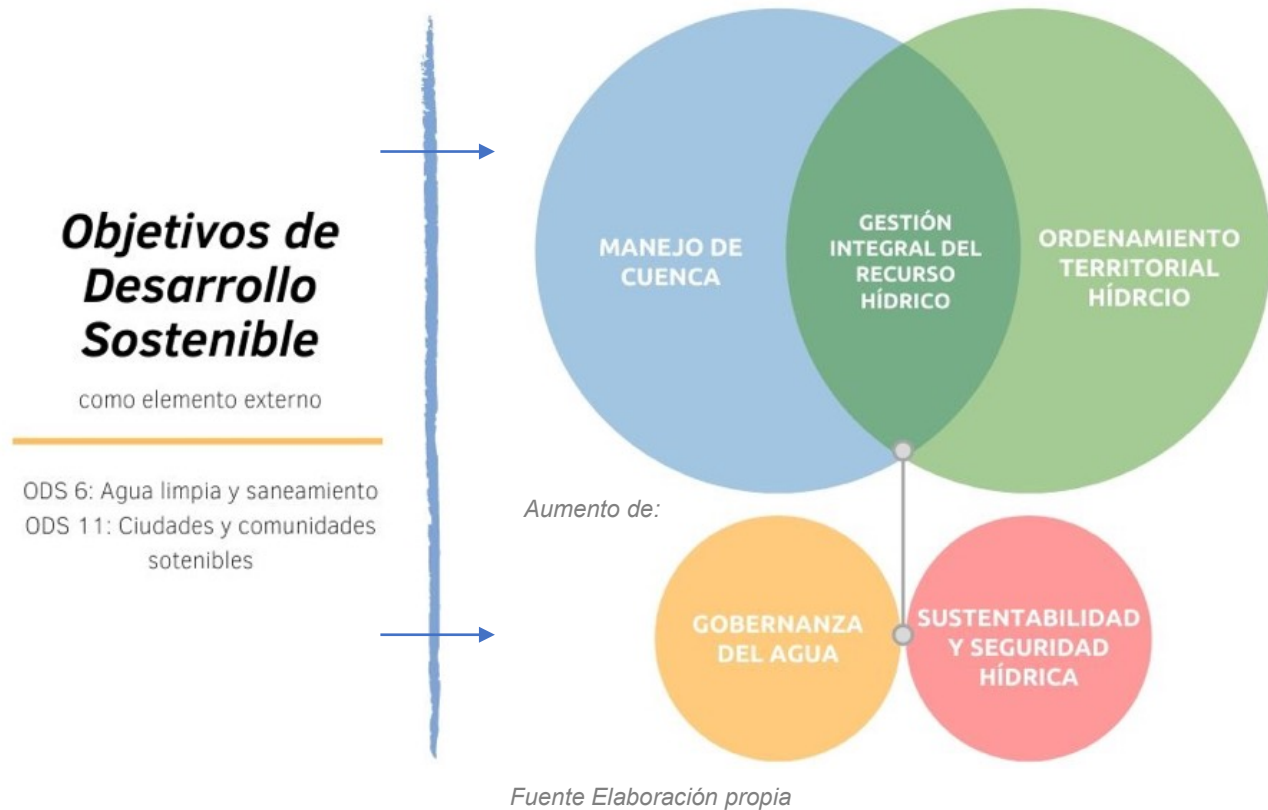 Objetivos de
Desarrollo
Sostenible
como elemento externo
ODS 6: Agua limpia y saneamiento
ODS 11: Ciudades y comunidades
sotenibles
MANEJO DE
CUENCA
GESTIÓN
INTEGRAL DEL
RECURSO
HÍDRICO
ORDENAMIENTO
TERRITORIAL
HÍDRCIO
Aumento de:
GOBERNANZA
DEL AGUA
SUSTENTABILIDAD
Y SEGURIDAD
HÍDRICA
Fuente Elaboración propia